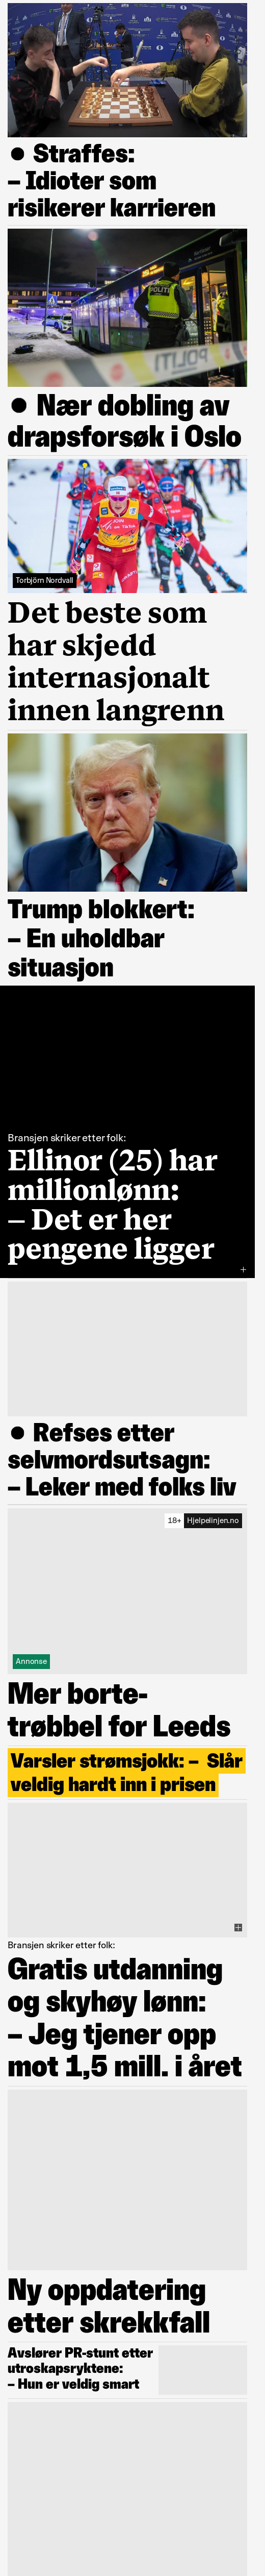 ● Straffes:
– Idioter som
risikerer karrieren
POLITI
POLITI
● Nær dobling av
drapsforsøk i Oslo
Torbjörn Nordvall
Det beste som
har skjedd
internasjonalt
innen langrenn
Trump blokkert:
– En uholdbar
situasjon
Bransjen skriker etter folk:
Ellinor (25) har
millionlønn:
– Det er her
pengene ligger
● Refses etter
selvmordsutsagn:
– Leker med folks liv
18+ Hjelpelinjen.no
Annonse
Mer borte-
trøbbel for Leeds
Varsler strømsjokk: – Slår
veldig hardt inn i prisen
Bransjen skriker etter folk:
Gratis utdanning
og skyhøy lønn:
– Jeg tjener opp
mot 1,5 mill. i året
Ny oppdatering
etter skrekkfall
Avslører PR-stunt etter
utroskapsryktene:
– Hun er veldig smart